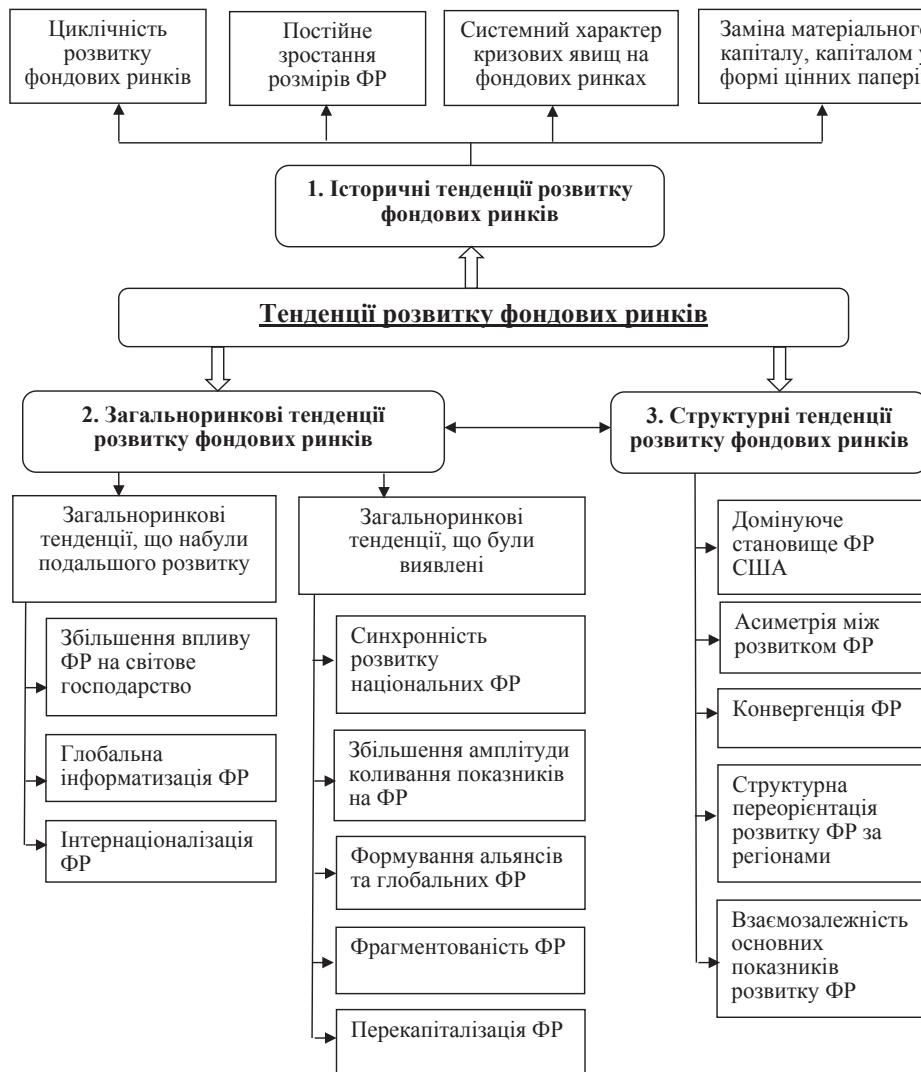 Циклічність
розвитку
фондових ринків
Постійне
зростання
розмірів ФР
Системний характер
кризових явищ на
фондових ринках
Заміна матеріального
капіталу, капіталом у
формі цінних
1. Історичні тенденції розвитку
фондових ринків
Тенденції розвитку фондових ринків
2. Загальноринкові тенденції
розвитку фондових ринків
3. Структурні тенденції
розвитку фондових ринків
Загальноринкові
тенденції, що набули
подальшого розвитку
Збільшення впливу
ФР на світове
господарство
Глобальна
інформатизація ФР
Інтернаціоналізація
ФР
Загальноринкові
тенденції, що були
виявлені
Синхронність
розвитку
національних ФР
Збільшення амплітуди
коливання показників
на ФР
Формування альянсів
та глобальних ФР
Фрагментованість ФР
Перекапіталізація ФР
Домінуюче
становище ФР
США
Асиметрія між
розвитком ФР
Конвергенція ФР
Структурна
переорієнтація
розвитку ФР за
регіонами
Взаємозалежність
основних
показників
розвитку ФР